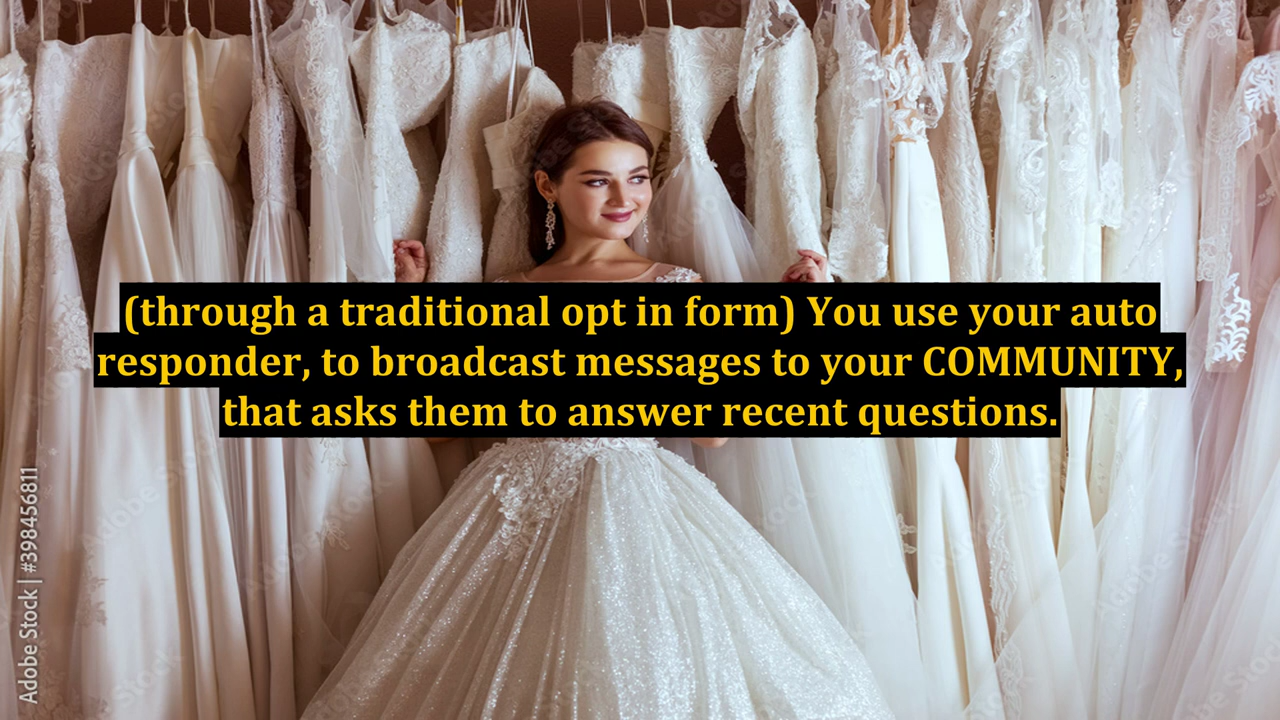 (through a traditional opt in form) You use your auto
responder, to broadcast messages to your COMMUNITY,
that asks them to answer recent questions.
Adobe Stock | #398456811